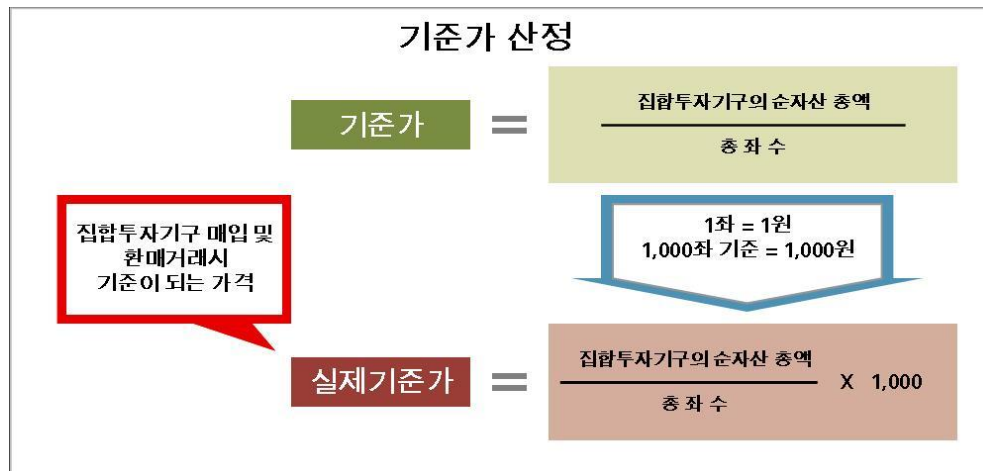 기준가 산정
기준가 =
집합투자기구의 순자산 총액
총 좌 수
집합투자기구 매입 및
환매거래시
기준이 되는 가격
1좌 = 1원
1,000좌 기준 = 1,000원
실제기준가 =
집합투자기구의 순자산 총액
총 좌 수
X 1,000